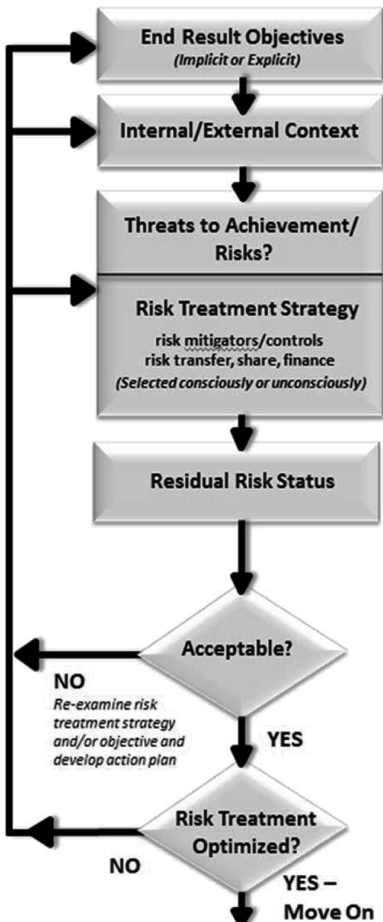 End Result Objectives
(Implicit or Explicit)
Internal/External Context
Threats to Achievement/
Risks?
Risk Treatment Strategy
risk mitigators/controls
risk transfer, share, finance
(Selected consciously or unconsciously)
Residual Risk Status
Acceptable?
NO
Re-examine risk
treatment strategy
and/or objective and
develop action plan
YES
Risk Treatment
Optimized?
NO
YES –
Move On